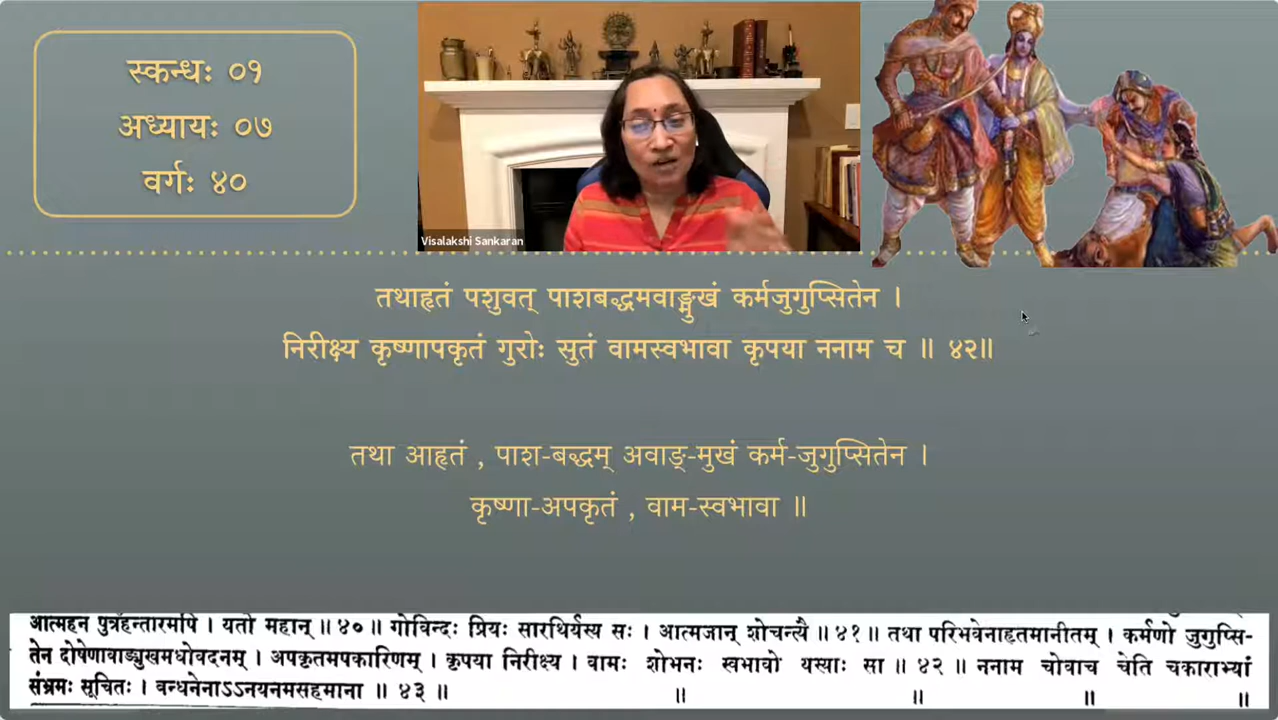 स्कन्धः ०१
अध्यायः ०७
वर्गः ४०
Visalakshi Sankaran
तथाहृतं पशुवत् पाशबद्धमवाङ्मुखं कर्मजुगुप्सितेन ।
निरीक्ष्य कृष्णापकृतं गुरोः सुतं वामस्वभावा कृपया ननाम च ॥ ४२॥
तथा आहृतं , पाश-बद्धम् अवाङ्-मुखं कर्म-जुगुप्सितेन ।
कृष्णा-अपकृतं , वाम-स्वभावा ॥
आत्महनं पुत्रहन्तारमपि । यतो महान् ॥ ४० ॥ गोविन्दः प्रियः सारथिर्यस्य सः । आत्मजान् शोचन्त्यै ॥ ४१ ॥ तथा परिभवेनाहृतमानीतम् । कर्मणो जुगुप्सि-
तेन दोषेणावाङ्मुखमधोवदनम् । अपकृतमपकारिणम् । कृपया निरीक्ष्य । वामः शोभनः स्वभावो यस्याः सा ॥ ४२ ॥ ननाम चोवाच चेति चकाराभ्यां
संभ्रमः सूचितः । बन्धनेनाऽऽनयनमसहमाना ॥ ४३ ॥ ॥ ॥ ॥ ॥